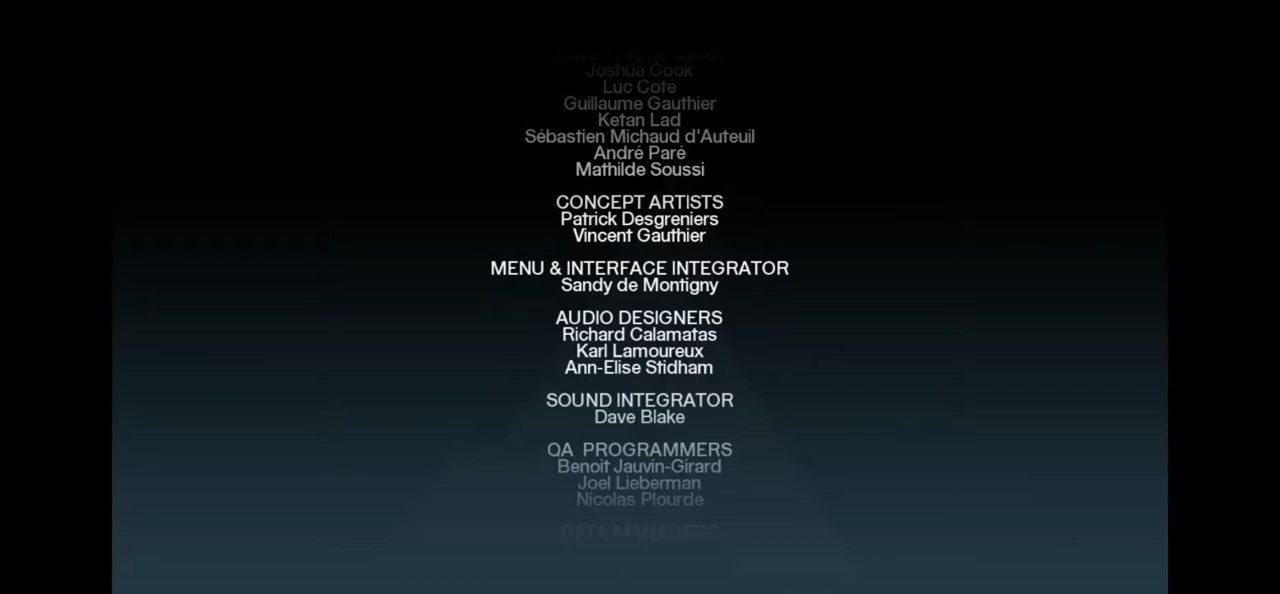 Joshua Cook
Luc Coté
Guillaume Gauthier
Ketan Lad
Sébastien Michaud d'Auteuil
André Paré
Mathilde Soussi
CONCEPT ARTISTS
Patrick Desgreniers
Vincent Gauthier
MENU & INTERFACE INTEGRATOR
Sandy de Montigny
AUDIO DESIGNERS
Richard Calamatas
Karl Lamoureux
Ann-Elise Stidham
SOUND INTEGRATOR
Dave Blake
QA  PROGRAMMERS
Benoit Jauvin-Girard
Joel Lieberman
Nicolas Plourde
DATA MANAGERS